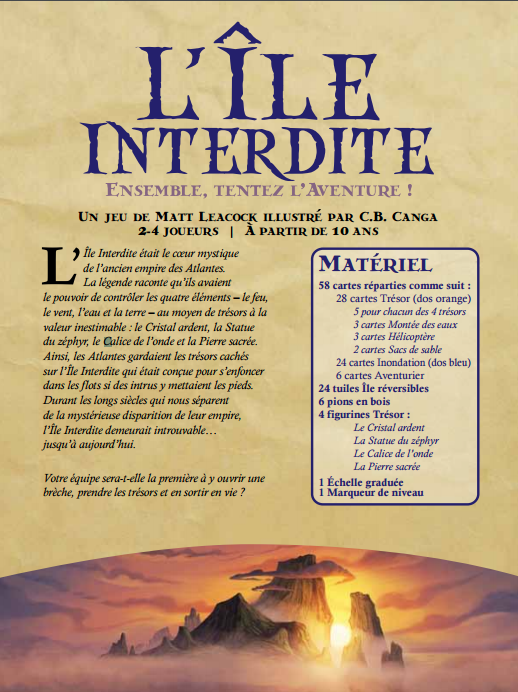 L'ÎLE
INTERDITE
ENSEMBLE, TENTEZ L'AVENTURE !
UN JEU DE MATT LEACOCK ILLUSTRÉ PAR C.B. CANGA
2-4 JOUEURS | À PARTIR DE 10 ANS
L'Île Interdite était le cœur mystique
de l'ancien empire des Atlantes.
La légende raconte qu'ils avaient
le pouvoir de contrôler les quatre éléments – le feu,
le vent, l'eau et la terre – au moyen de trésors à la
valeur inestimable : le Cristal ardent, la Statue
du zéphyr, le Calice de l'onde et la Pierre sacrée.
Ainsi, les Atlantes gardaient les trésors cachés
sur l'Île Interdite qui était conçue pour s'enfoncer
dans les flots si des intrus y mettaient les pieds.
Durant les longs siècles qui nous séparent
de la mystérieuse disparition de leur empire,
l'Île Interdite demeurait introuvable…
jusqu'à aujourd'hui.
Votre équipe sera-t-elle la première à y ouvrir une
brèche, prendre les trésors et en sortir en vie ?
MATÉRIEL
58 cartes réparties comme suit :
28 cartes Trésor (dos orange)
5 pour chacun des 4 trésors
3 cartes Montée des eaux
3 cartes Hélicoptère
2 cartes Sacs de sable
24 cartes Inondation (dos bleu)
6 cartes Aventurier
24 tuiles Île réversibles
6 pions en bois
4 figurines Trésor :
Le Cristal ardent
La Statue du zéphyr
Le Calice de l'onde
La Pierre sacrée
1 Échelle graduée
1 Marqueur de niveau